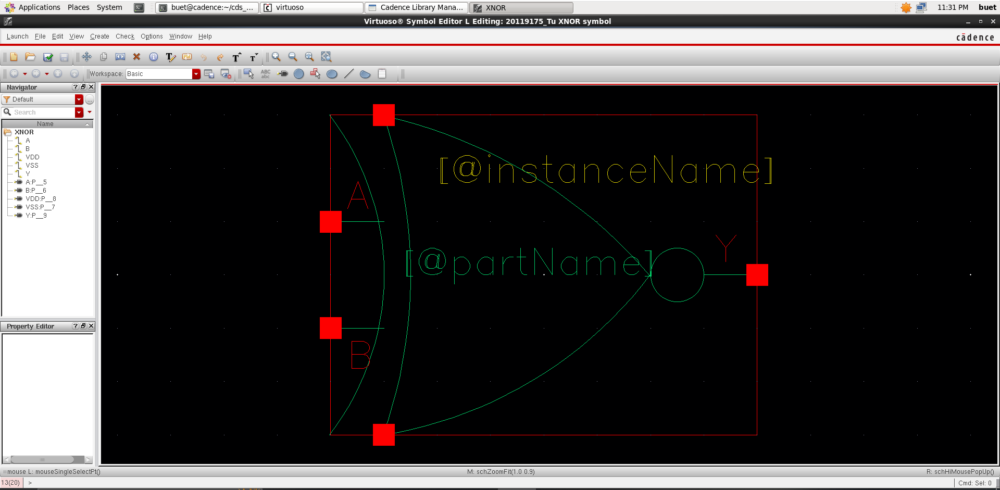 Applications Places System buet@cadence:~/cds_... virtuoso Cadence Library Mana... XNOR 11:31 PM buet
Virtuoso® Symbol Editor L Editing: 20119175_Tu XNOR symbol
Launch File Edit View Create Check Options Window Help cādence
Workspace: Basic ABC
abc
Navigator
Default
Search
Name
XNOR
A
B
VDD
VSS
Y
A:P__5
B:P__6
VDD:P__8
VSS:P__7
Y:P__9
Property Editor
[@instanceName]
A
Y
[@partName]
B
mouse L: mouseSingleSelectPt() M: schZoomFit(1.0 0.9) R: schHiMousePopUp()
13(20) > Cmd: Sel: 0